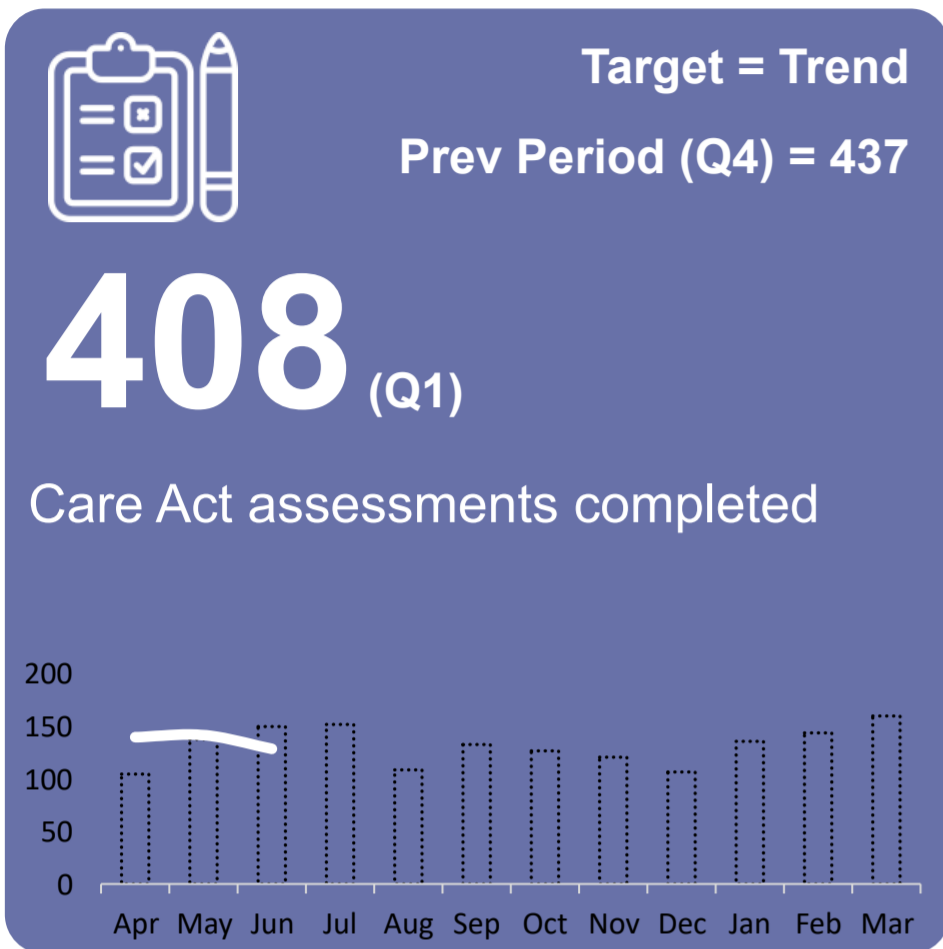 Target = Trend
Prev Period (Q4) = 437
408 (Q1)
Care Act assessments completed
200
150
100
50
0
Apr May Jun Jul Aug Sep Oct Nov Dec Jan Feb Mar